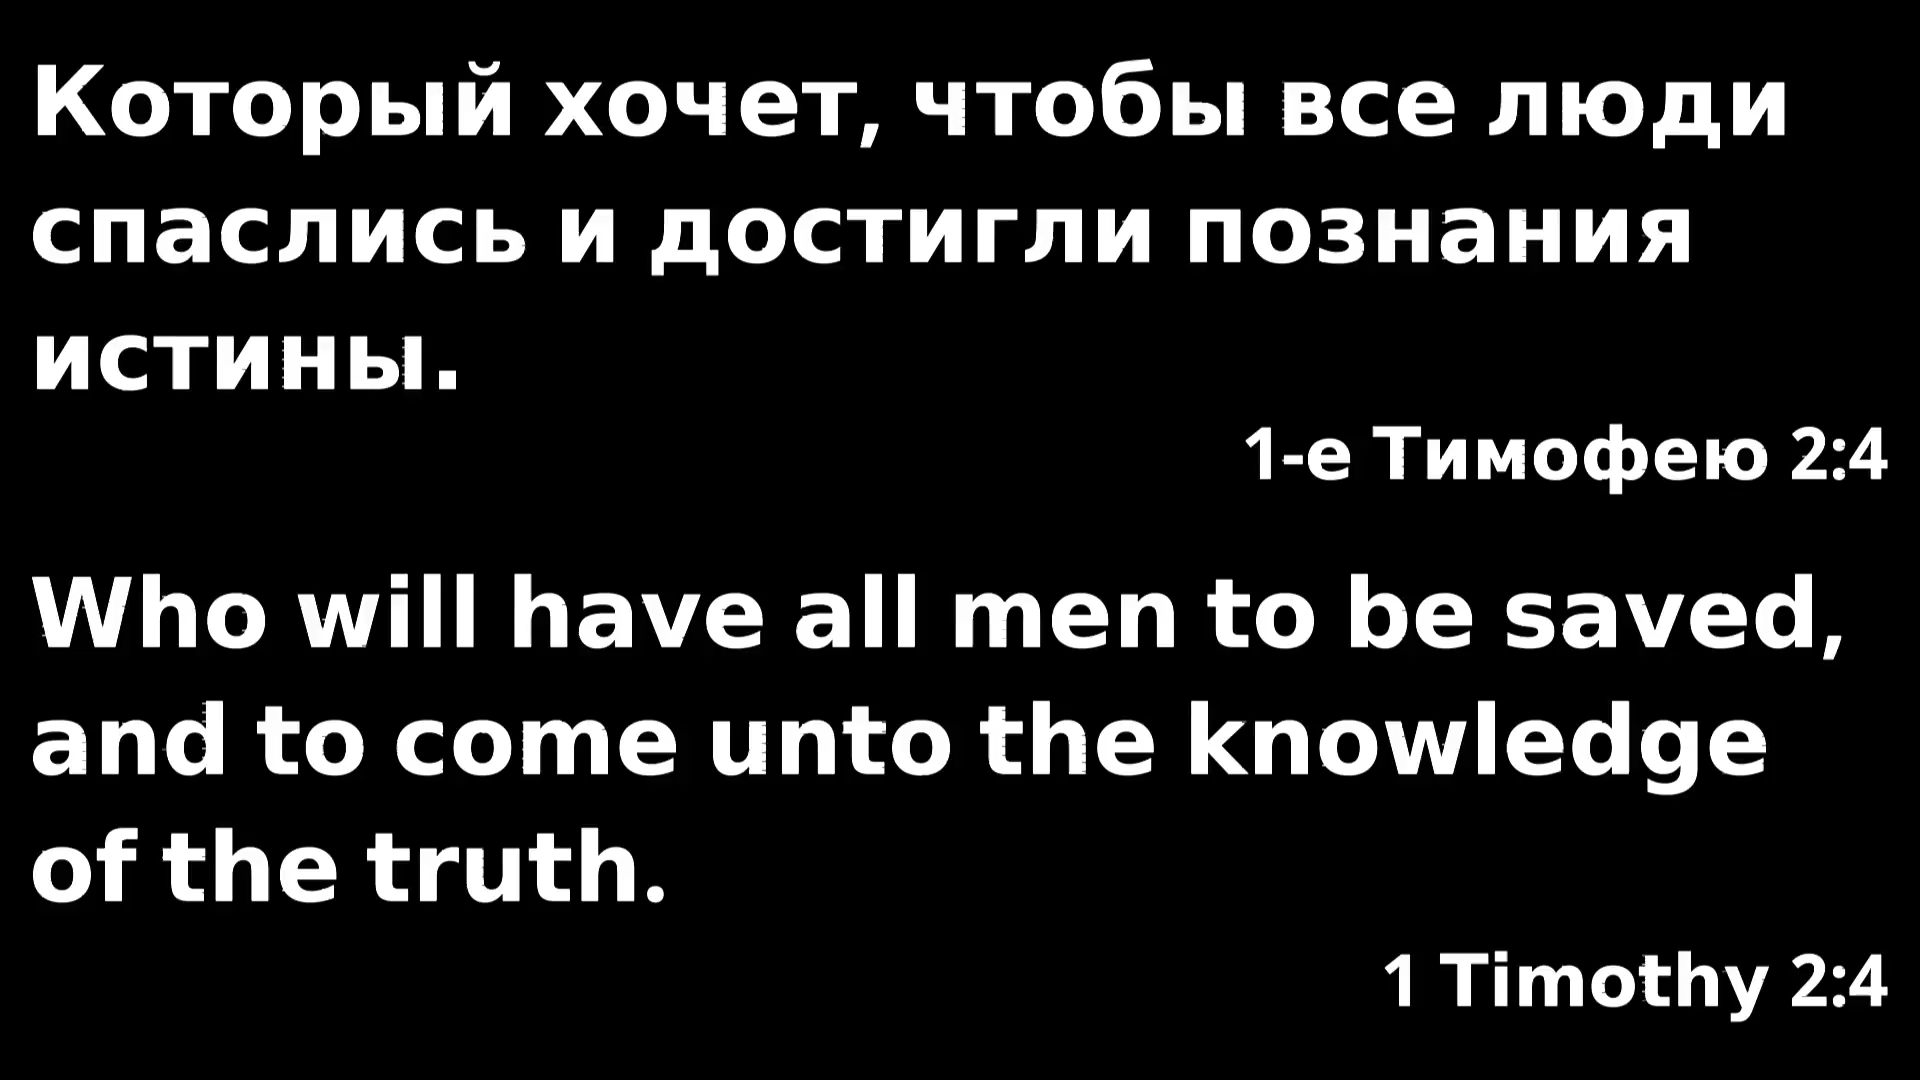 Который хочет, чтобы все люди
спаслись и достигли познания
истины.
1-е Тимофею 2:4
Who will have all men to be saved,
and to come unto the knowledge
of the truth.
1 Timothy 2:4